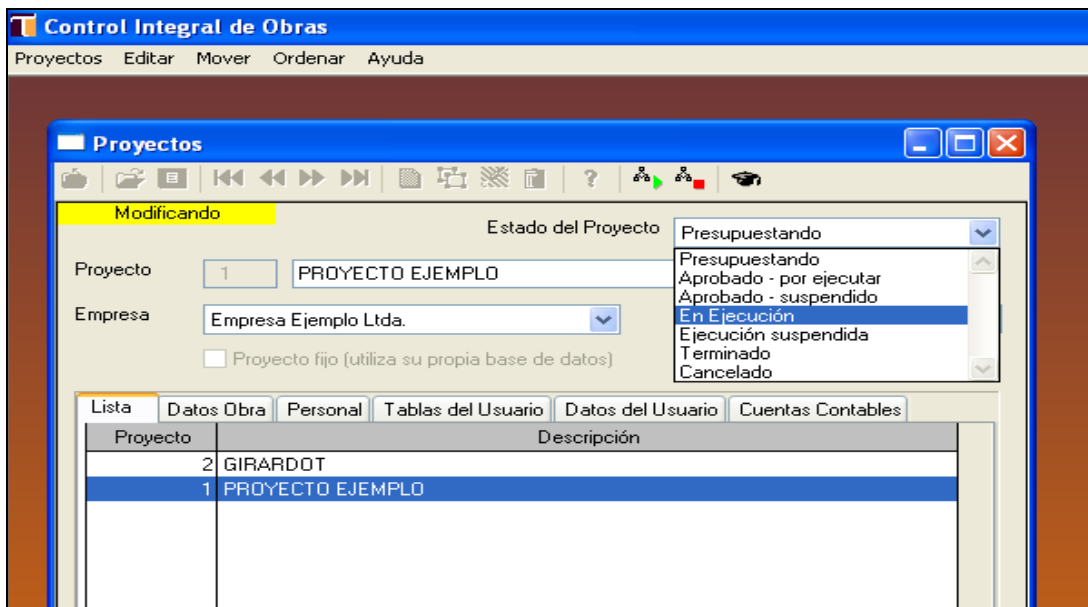 Control Integral de Obras
Proyectos Editar Mover Ordenar Ayuda
Proyectos
Modificando
Estado del Proyecto Presupuestando
Presupuestando
Aprobado - por ejecutar
Aprobado - suspendido
En Ejecución
Ejecución suspendida
Terminado
Cancelado
Proyecto 1 PROYECTO EJEMPLO
Empresa Empresa Ejemplo Ltda.
Proyecto fijo (utiliza su propia base de datos)
Lista Datos Obra Personal Tablas del Usuario Datos del Usuario Cuentas Contables
Proyecto Descripción
2 GIRARDOT
1 PROYECTO EJEMPLO